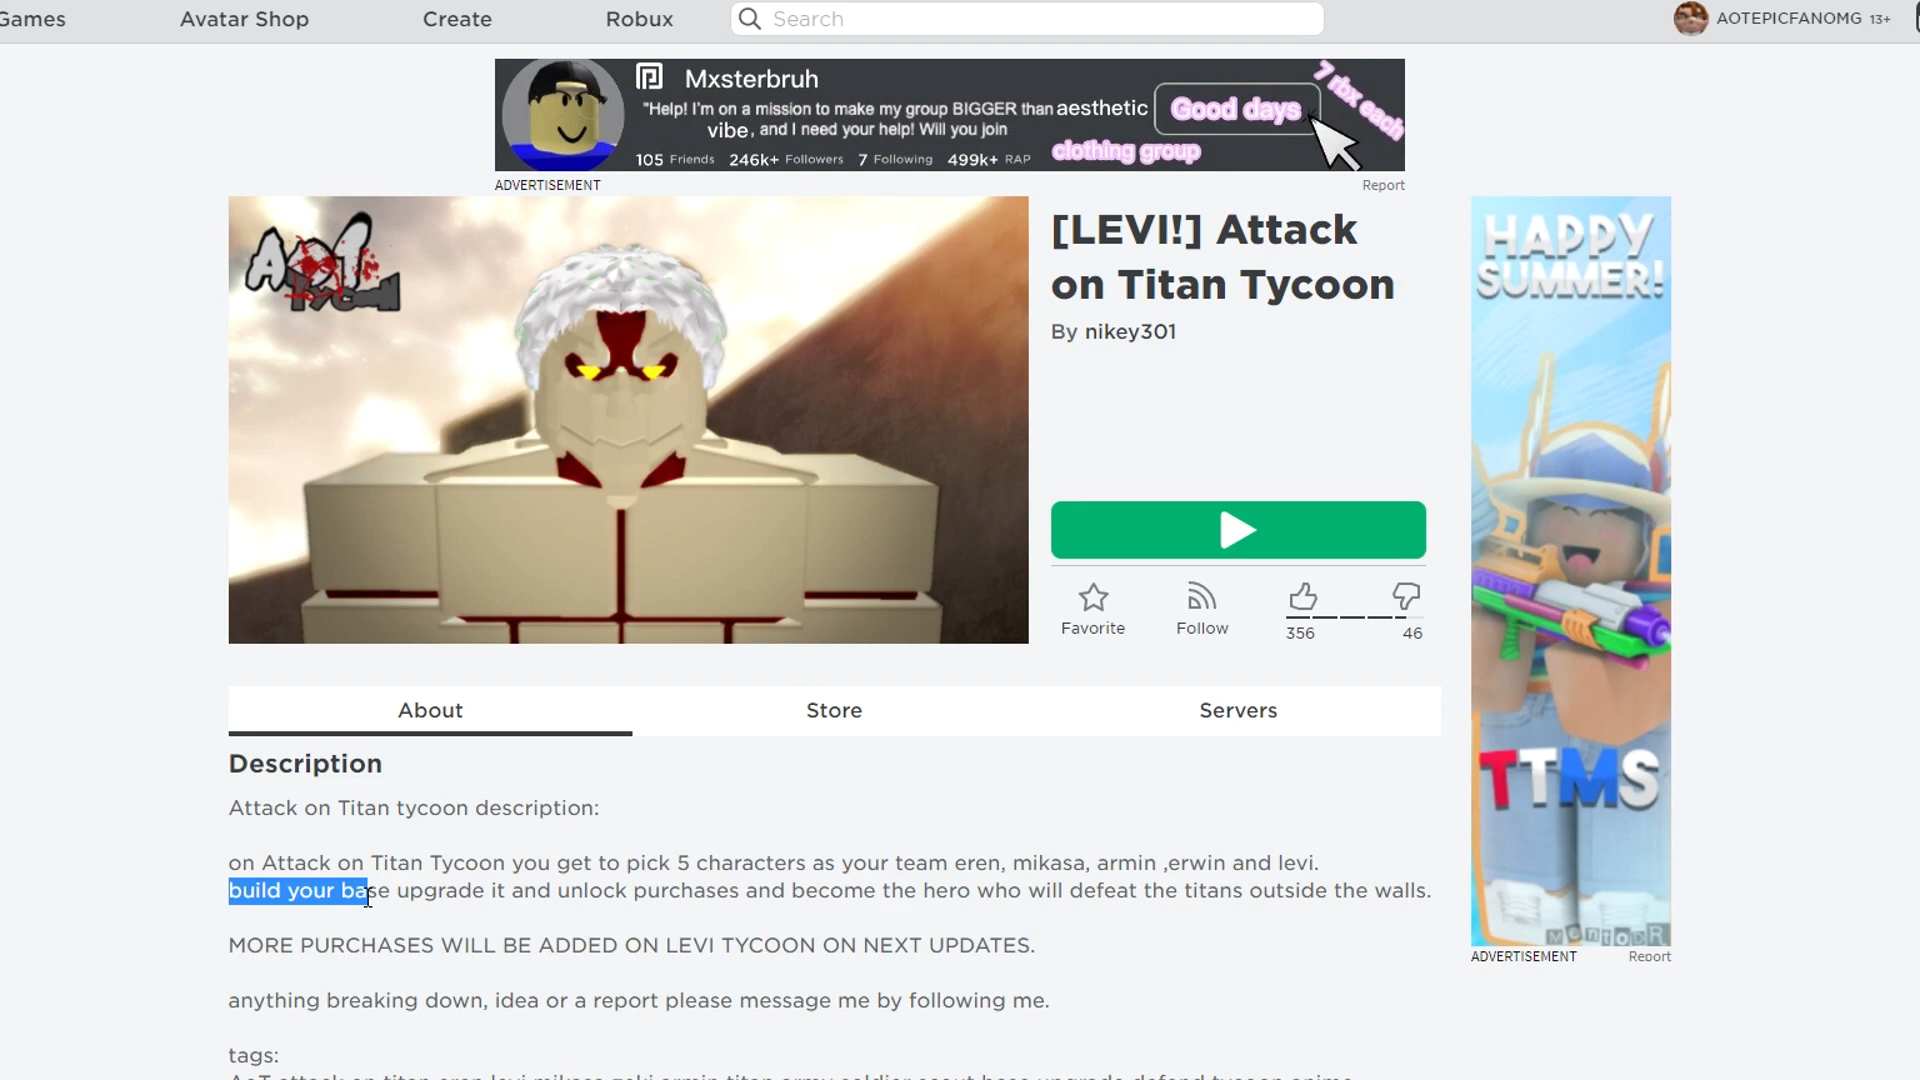 Games Avatar Shop Create Robux Search AOTEPICFANOMG 13+
Mxsterbruh
"Help! I'm on a mission to make my group BIGGER than aesthetic
vibe, and I need your help! Will you join
105 Friends 246k+ Followers 7 Following 499k+ RAP
Good days
7 rbx each
clothing group
ADVERTISEMENT Report
AOT
Tycoon
[LEVI!] Attack
on Titan Tycoon
By nikey301
Favorite Follow 356 46
HAPPY
SUMMER!
TTMS
MentoDR
ADVERTISEMENT Report
About Store Servers
Description
Attack on Titan tycoon description:
on Attack on Titan Tycoon you get to pick 5 characters as your team eren, mikasa, armin ,erwin and levi.
build your base upgrade it and unlock purchases and become the hero who will defeat the titans outside the walls.
MORE PURCHASES WILL BE ADDED ON LEVI TYCOON ON NEXT UPDATES.
anything breaking down, idea or a report please message me by following me.
tags: